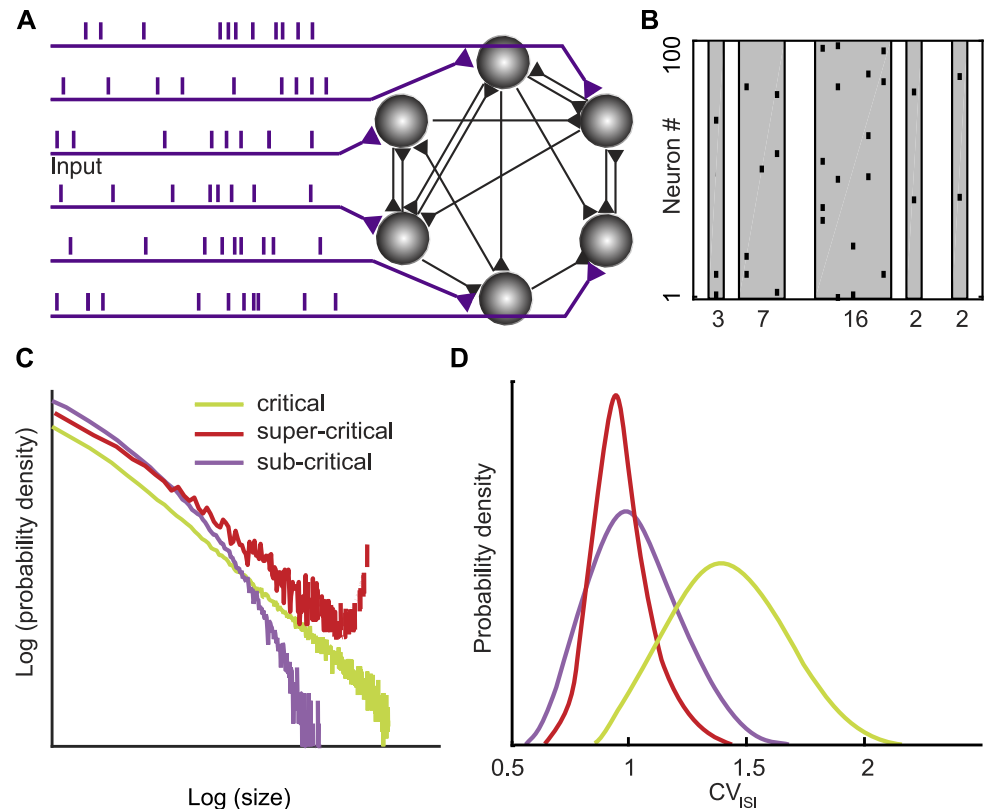 A
Input
B
Neuron #
100
1
3 7 16 2 2
C
critical
super-critical
sub-critical
Log (probability density)
Log (size)
D
Probability density
0.5 1 1.5 2
CV_ISI